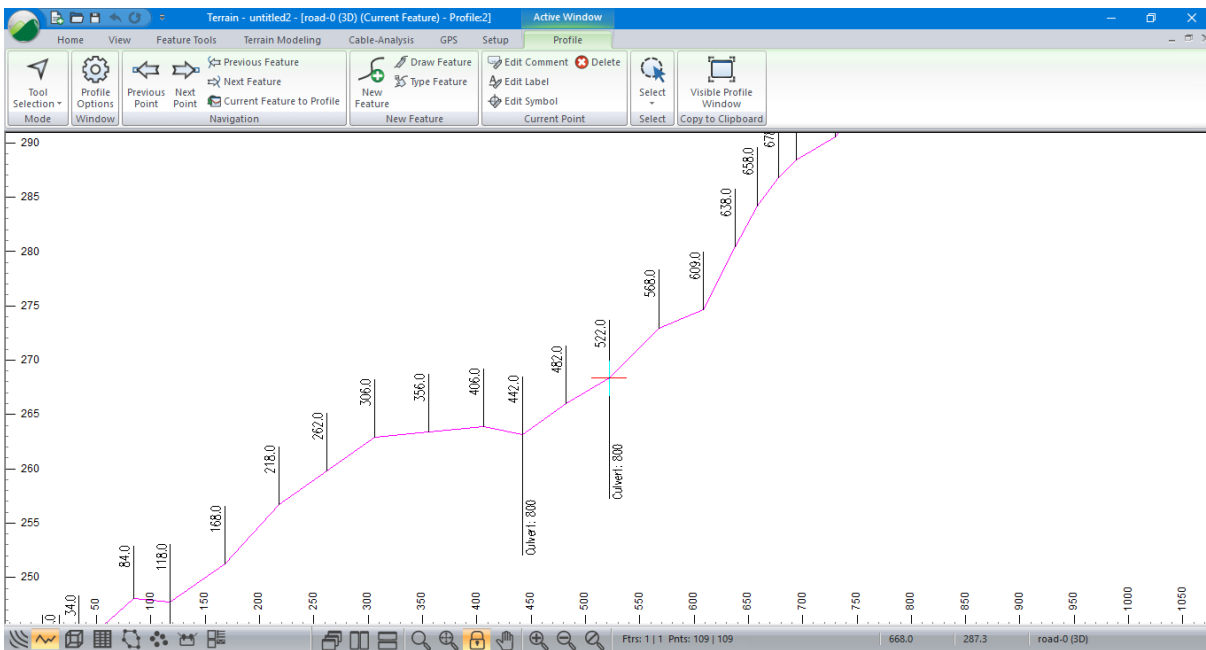 Terrain - untitled2 - [road-0 (3D) (Current Feature) - Profile:2]
Active Window
Home View Feature Tools Terrain Modeling Cable-Analysis GPS Setup Profile
Tool Selection
Mode
Profile Options
Window
Previous Point
Next Point
Previous Feature
Next Feature
Current Feature to Profile
Navigation
New Feature
Draw Feature
Type Feature
New Feature
Edit Comment
Delete
Edit Label
Edit Symbol
Current Point
Select
Select
Visible Profile Window
Copy to Clipboard
290
285
280
275
270
265
260
255
250
34.0
84.0
118.0
168.0
218.0
262.0
306.0
356.0
406.0
442.0
482.0
522.0
568.0
609.0
638.0
658.0
Culvert: 800
Culvert: 800
50 100 150 200 250 300 350 400 450 500 550 600 650 700 750 800 850 900 950 1000 1050
Ftrs: 1 | 1 Pnts: 109 | 109
668.0
287.3
road-0 (3D)